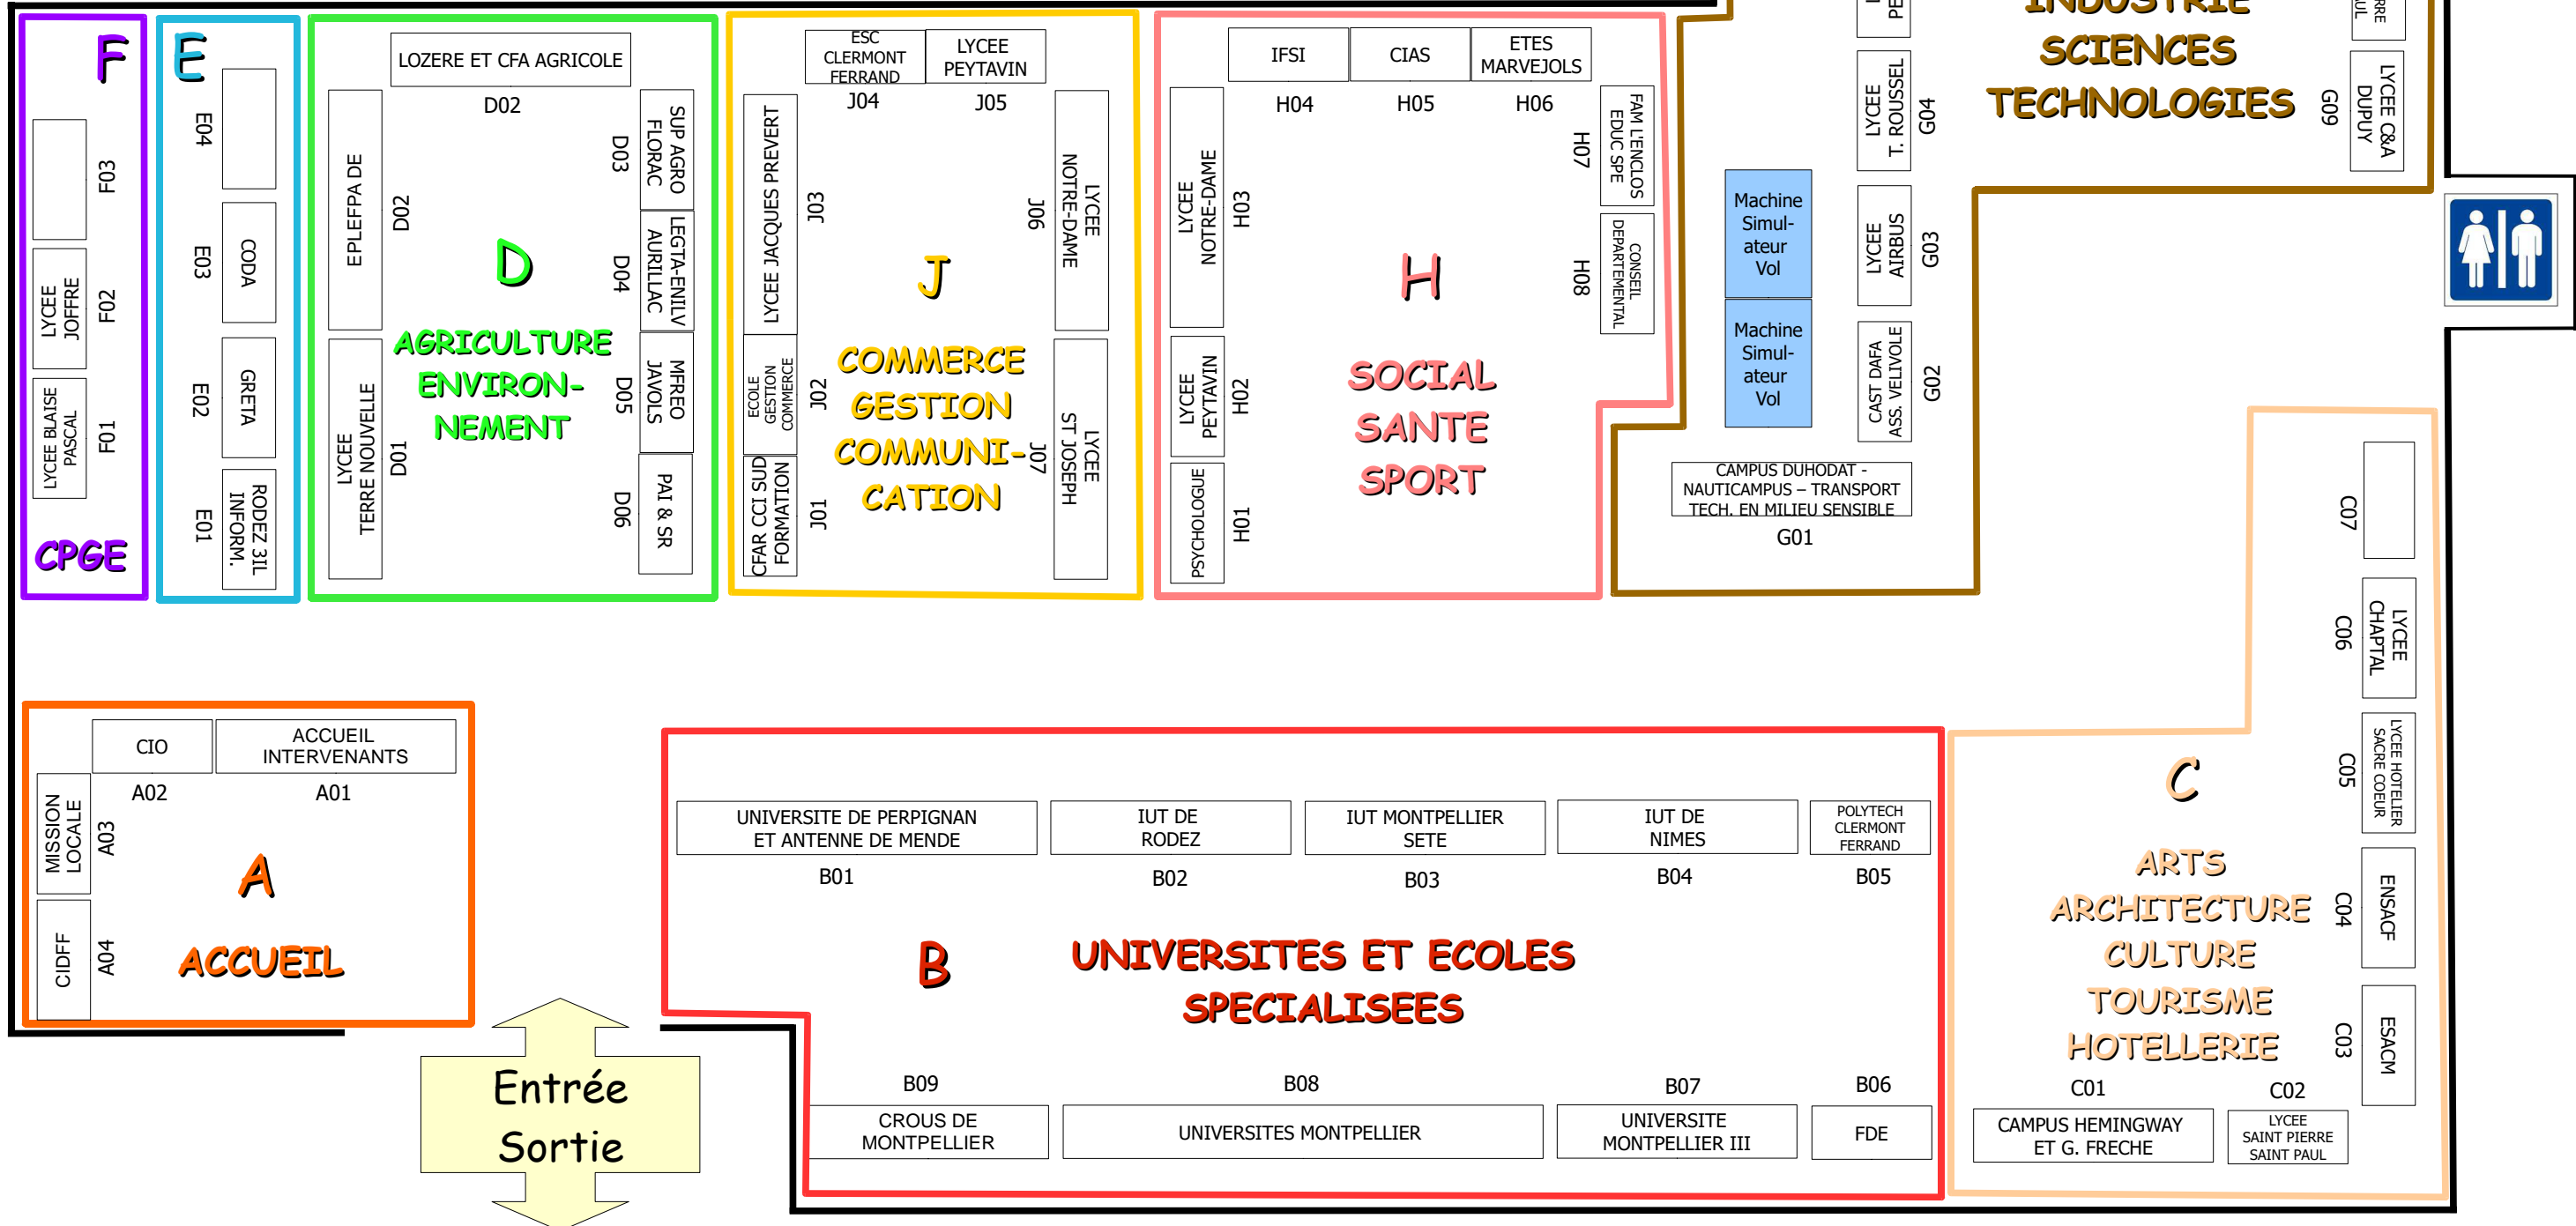 F
F03
LYCEE
JOFFRE
F02
LYCEE BLAISE
PASCAL
F01
CPGE
E
E04
CODA
E03
GRETA
E02
RODEZ 3IL
INFORM.
E01
LOZERE ET CFA AGRICOLE
D02
EPLEFPA DE
D02
LYCEE
TERRE NOUVELLE
D01
SUP AGRO
FLORAC
D03
LEGTA-ENILV
AURILLAC
D04
MFREO
JAVOLS
D05
PAI & SR
D06
D
AGRICULTURE
ENVIRON-
NEMENT
ESC
CLERMONT
FERRAND
J04
LYCEE
PEYTAVIN
J05
LYCEE JACQUES PREVERT
J03
ECOLE
GESTION
COMMERCE
J02
CFAR CCI SUD
FORMATION
J01
LYCEE
NOTRE-DAME
J06
LYCEE
ST JOSEPH
J07
J
COMMERCE
GESTION
COMMUNI-
CATION
IFSI
H04
CIAS
H05
ETES
MARVEJOLS
H06
LYCEE
NOTRE-DAME
H03
LYCEE
PEYTAVIN
H02
PSYCHOLOGUE
H01
FAM L'ENCLOS
EDUC SPE
H07
CONSEIL
DEPARTEMENTAL
H08
H
SOCIAL
SANTE
SPORT
INDUSTRIE
SCIENCES
TECHNOLOGIES
PE
LYCEE
T. ROUSSEL
G04
LYCEE
AIRBUS
G03
CAST DAFA
ASS. VELIVOLE
G02
Machine
Simul-
ateur
Vol
Machine
Simul-
ateur
Vol
CAMPUS DUHODAT -
NAUTICAMPUS – TRANSPORT
TECH. EN MILIEU SENSIBLE
G01
RRE
UL
LYCEE C&A
DUPUY
G09
CIO
A02
ACCUEIL
INTERVENANTS
A01
MISSION
LOCALE
A03
CIDFF
A04
A
ACCUEIL
Entrée
Sortie
UNIVERSITE DE PERPIGNAN
ET ANTENNE DE MENDE
B01
IUT DE
RODEZ
B02
IUT MONTPELLIER
SETE
B03
IUT DE
NIMES
B04
POLYTECH
CLERMONT
FERRAND
B05
B
UNIVERSITES ET ECOLES
SPECIALISEES
B09
CROUS DE
MONTPELLIER
B08
UNIVERSITES MONTPELLIER
B07
UNIVERSITE
MONTPELLIER III
B06
FDE
C07
LYCEE
CHAPTAL
C06
LYCEE HOTELIER
SACRE COEUR
C05
ENSACF
C04
ESACM
C03
C
ARTS
ARCHITECTURE
CULTURE
TOURISME
HOTELLERIE
C01
CAMPUS HEMINGWAY
ET G. FRECHE
C02
LYCEE
SAINT PIERRE
SAINT PAUL